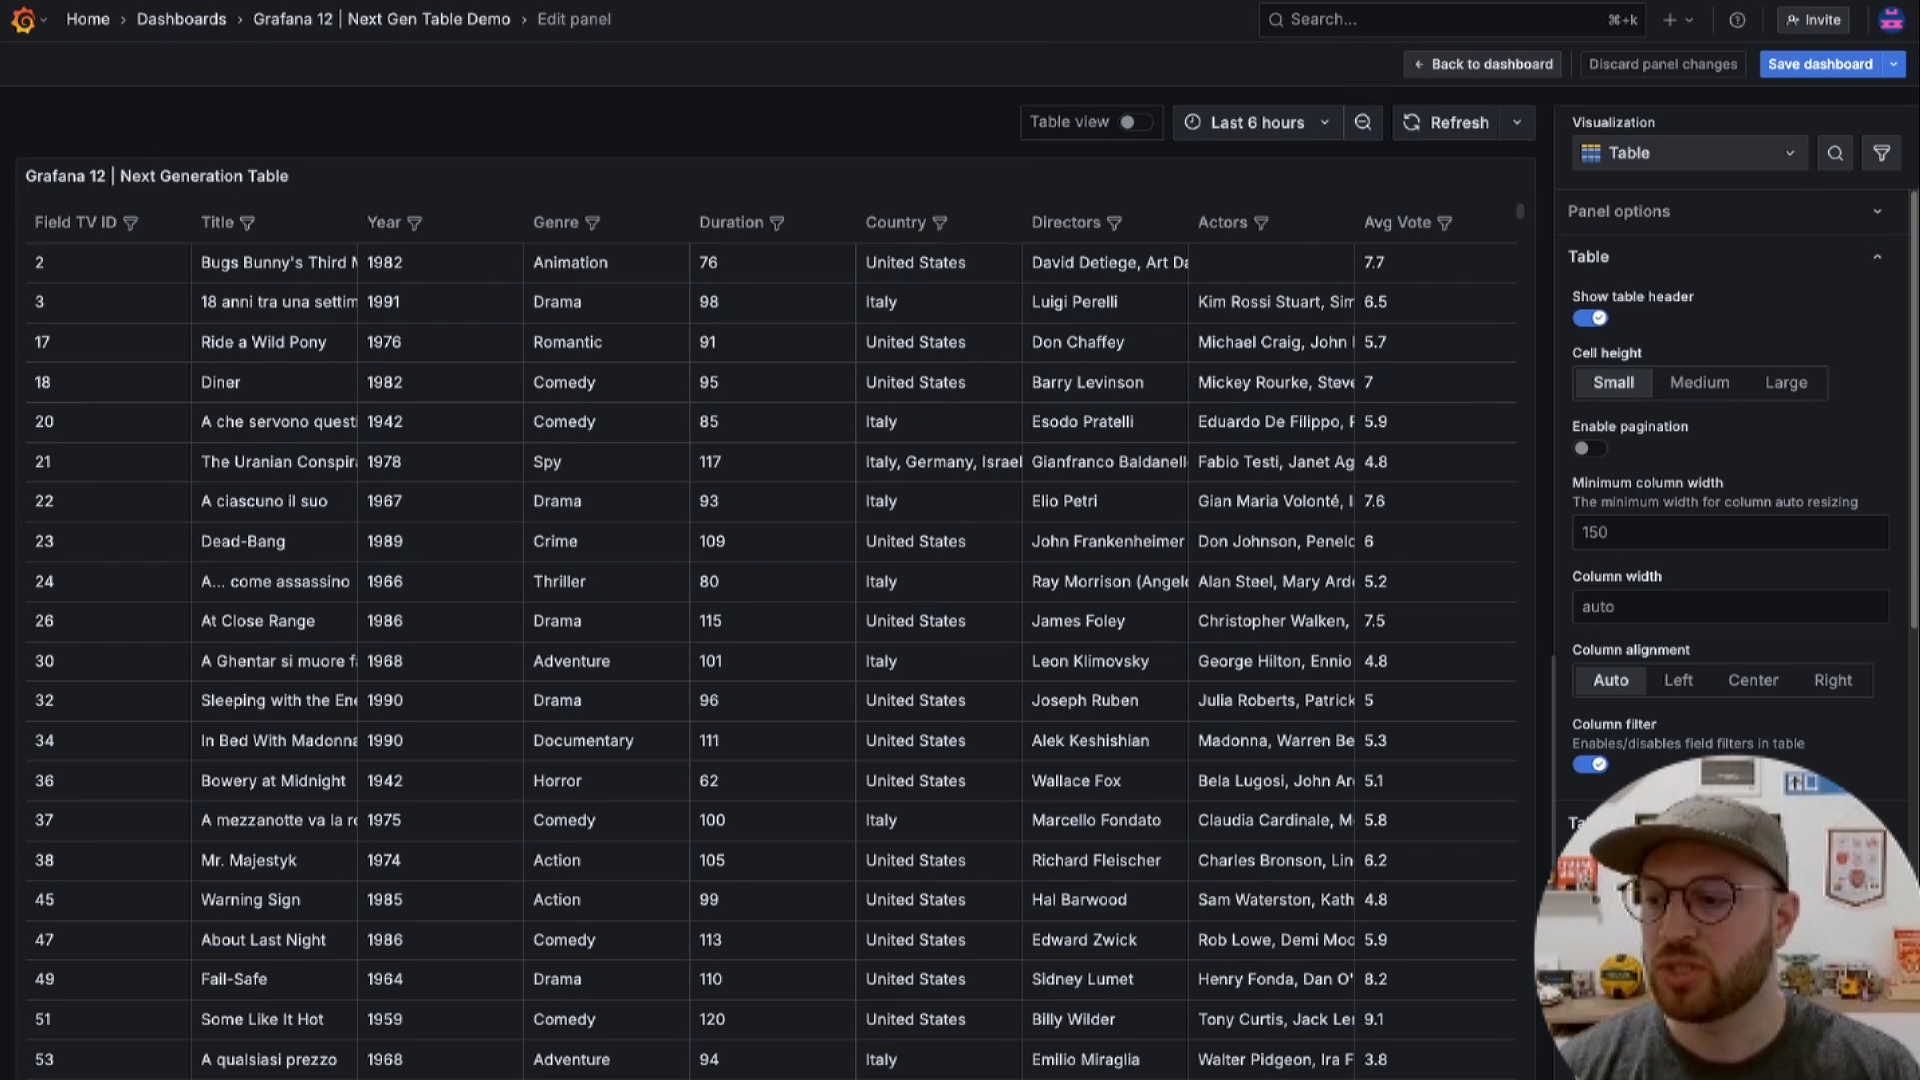 Home › Dashboards › Grafana 12 | Next Gen Table Demo › Edit panel
Search... ⌘+k
Invite
Back to dashboard
Discard panel changes
Save dashboard
Table view
Last 6 hours
Refresh
Grafana 12 | Next Generation Table
Field TV ID Title Year Genre Duration Country Directors Actors Avg Vote
2 Bugs Bunny's Third 1982 Animation 76 United States David Detiege, Art Da 7.7
3 18 anni tra una settim 1991 Drama 98 Italy Luigi Perelli Kim Rossi Stuart, Sim 6.5
17 Ride a Wild Pony 1976 Romantic 91 United States Don Chaffey Michael Craig, John 5.7
18 Diner 1982 Comedy 95 United States Barry Levinson Mickey Rourke, Steve 7
20 A che servono questi 1942 Comedy 85 Italy Esodo Pratelli Eduardo De Filippo, 5.9
21 The Uranian Conspira 1978 Spy 117 Italy, Germany, Israel Gianfranco Baldanell Fabio Testi, Janet Ag 4.8
22 A ciascuno il suo 1967 Drama 93 Italy Elio Petri Gian Maria Volonté, 7.6
23 Dead-Bang 1989 Crime 109 United States John Frankenheimer Don Johnson, Penelo 6
24 A... come assassino 1966 Thriller 80 Italy Ray Morrison (Angelo Alan Steel, Mary Arde 5.2
26 At Close Range 1986 Drama 115 United States James Foley Christopher Walken, 7.5
30 A Ghentar si muore fa 1968 Adventure 101 Italy Leon Klimovsky George Hilton, Ennio 4.8
32 Sleeping with the Ene 1990 Drama 96 United States Joseph Ruben Julia Roberts, Patrick 5
34 In Bed With Madonna 1990 Documentary 111 United States Alek Keshishian Madonna, Warren Be 5.3
36 Bowery at Midnight 1942 Horror 62 United States Wallace Fox Bela Lugosi, John Ar 5.1
37 A mezzanotte va la ro 1975 Comedy 100 Italy Marcello Fondato Claudia Cardinale, M 5.8
38 Mr. Majestyk 1974 Action 105 United States Richard Fleischer Charles Bronson, Lin 6.2
45 Warning Sign 1985 Action 99 United States Hal Barwood Sam Waterston, Kath 4.8
47 About Last Night 1986 Comedy 113 United States Edward Zwick Rob Lowe, Demi Moo 5.9
49 Fail-Safe 1964 Drama 110 United States Sidney Lumet Henry Fonda, Dan O' 8.2
51 Some Like It Hot 1959 Comedy 120 United States Billy Wilder Tony Curtis, Jack Le 9.1
53 A qualsiasi prezzo 1968 Adventure 94 Italy Emilio Miraglia Walter Pidgeon, Ira F 3.8
Visualization
Table
Panel options
Table
Show table header
Cell height
Small Medium Large
Enable pagination
Minimum column width
The minimum width for column auto resizing
150
Column width
auto
Column alignment
Auto Left Center Right
Column filter
Enables/disables field filters in table